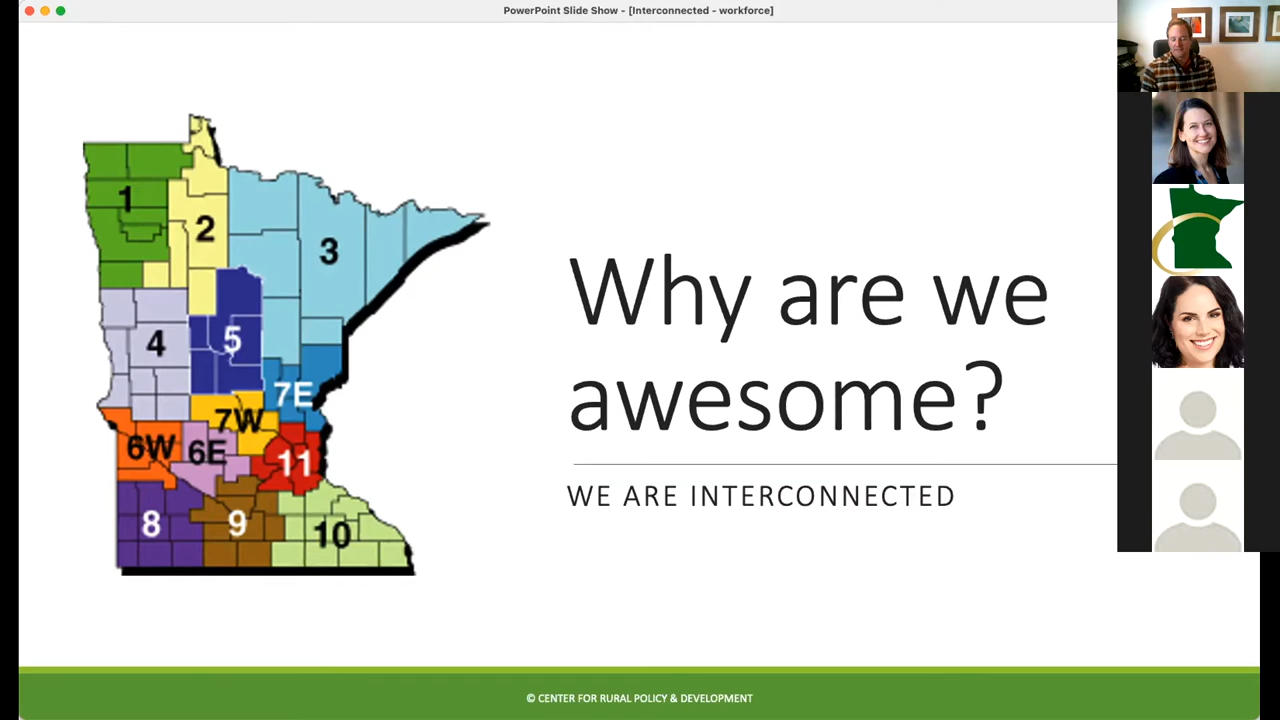 PowerPoint Slide Show - [Interconnected - workforce]
1
2
3
4
5
7E
7W
6W
6E
11
8
9
10
Why are we
awesome?
WE ARE INTERCONNECTED
© CENTER FOR RURAL POLICY & DEVELOPMENT